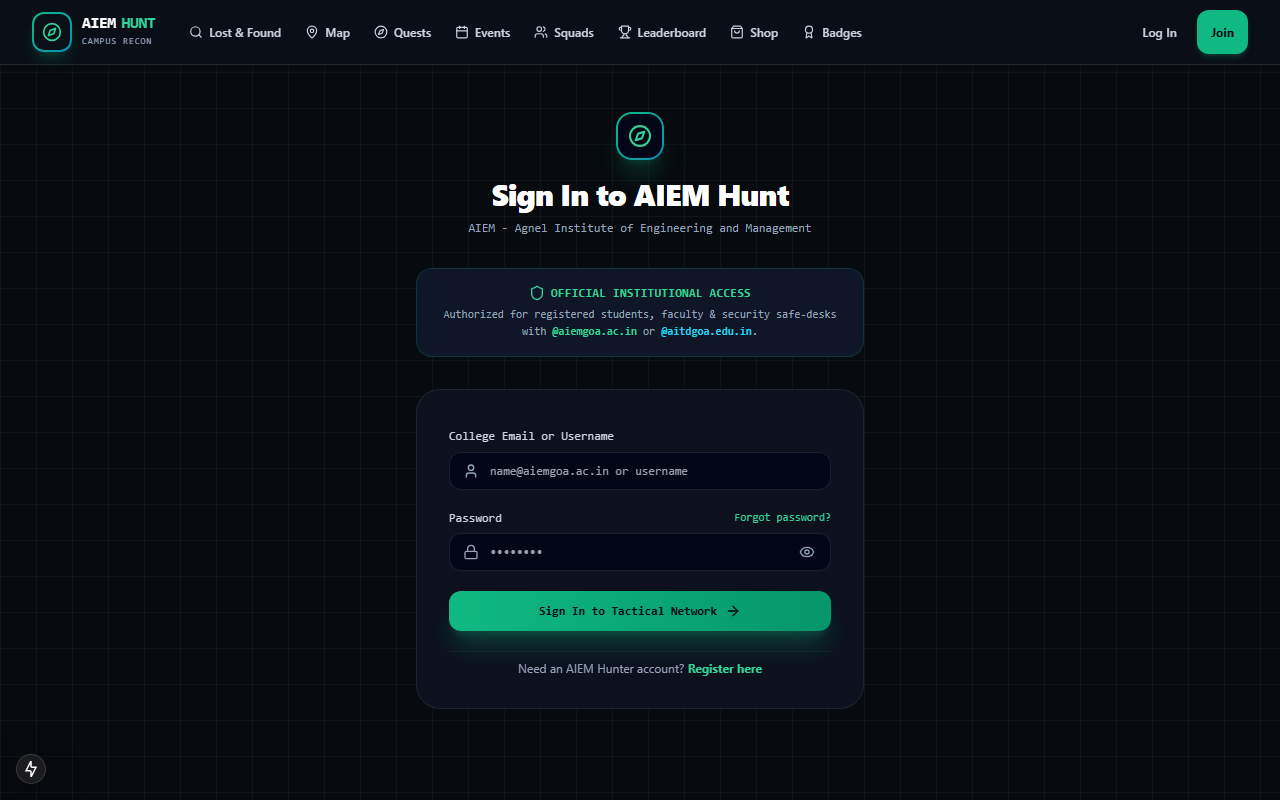 AIEM HUNT
CAMPUS RECON
Lost & Found
Map
Quests
Events
Squads
Leaderboard
Shop
Badges
Log In
Join
Sign In to AIEM Hunt
AIEM - Agnel Institute of Engineering and Management
OFFICIAL INSTITUTIONAL ACCESS
Authorized for registered students, faculty & security safe-desks
with @aiemgoa.ac.in or @aitdgoa.edu.in.
College Email or Username
name@aiemgoa.ac.in or username
Password
Forgot password?
••••••••
Sign In to Tactical Network
Need an AIEM Hunter account? Register here